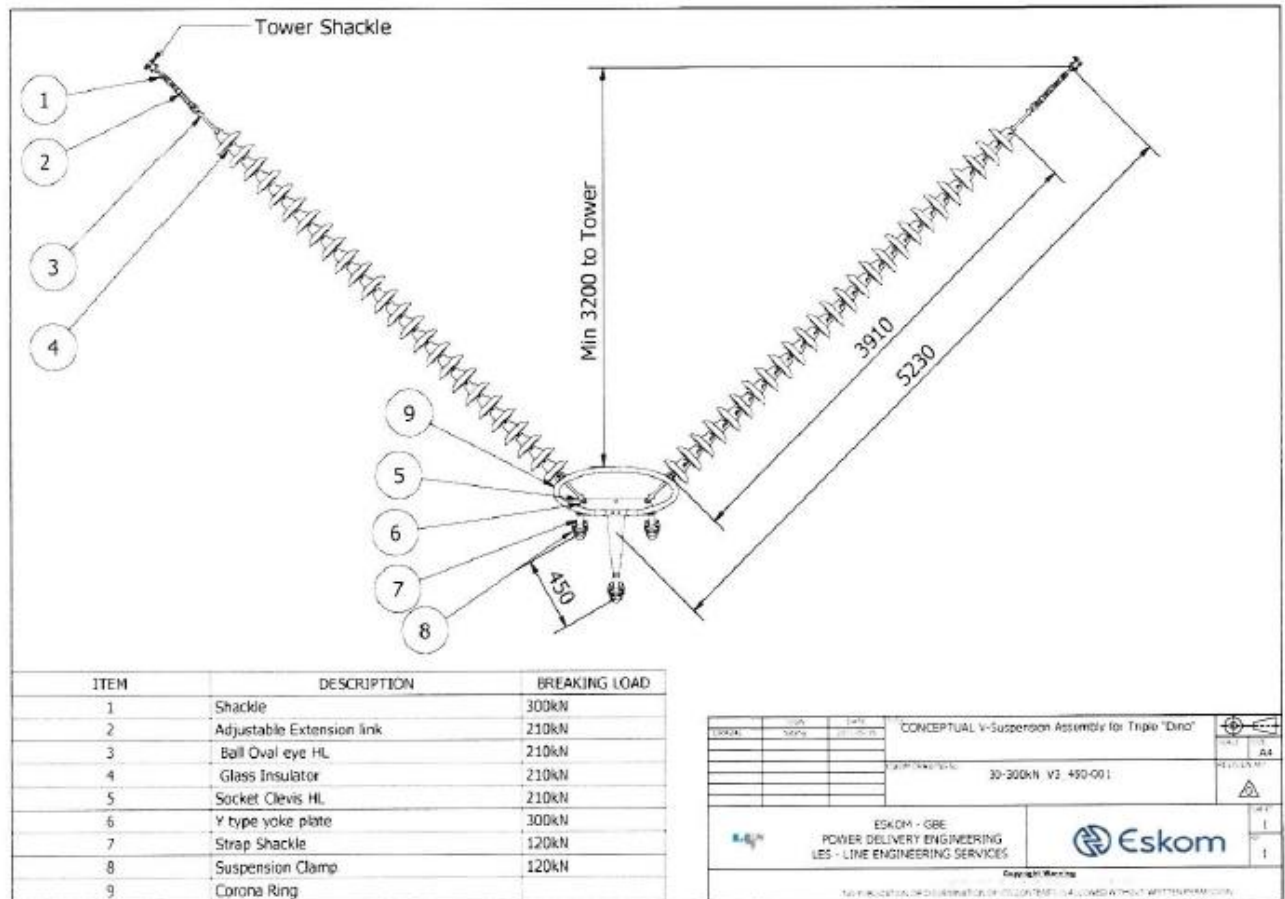 Tower Shackle
1
2
3
4
Min 3200 to Tower
3910
5230
9
5
6
7
8
450
ITEM DESCRIPTION BREAKING LOAD
1 Shackle 300kN
2 Adjustable Extension link 210kN
3 Ball Oval eye HL 210kN
4 Glass Insulator 210kN
5 Socket Clevis HL 210kN
6 Y type yoke plate 300kN
7 Strap Shackle 120kN
8 Suspension Clamp 120kN
9 Corona Ring
CONCEPTUAL V-Suspension Assembly for Triple "Dino"
A4
30-300kN V3 450-001
ESKOM - GBE
POWER DELIVERY ENGINEERING
LES - LINE ENGINEERING SERVICES
Eskom
1
1
Copyright Warning